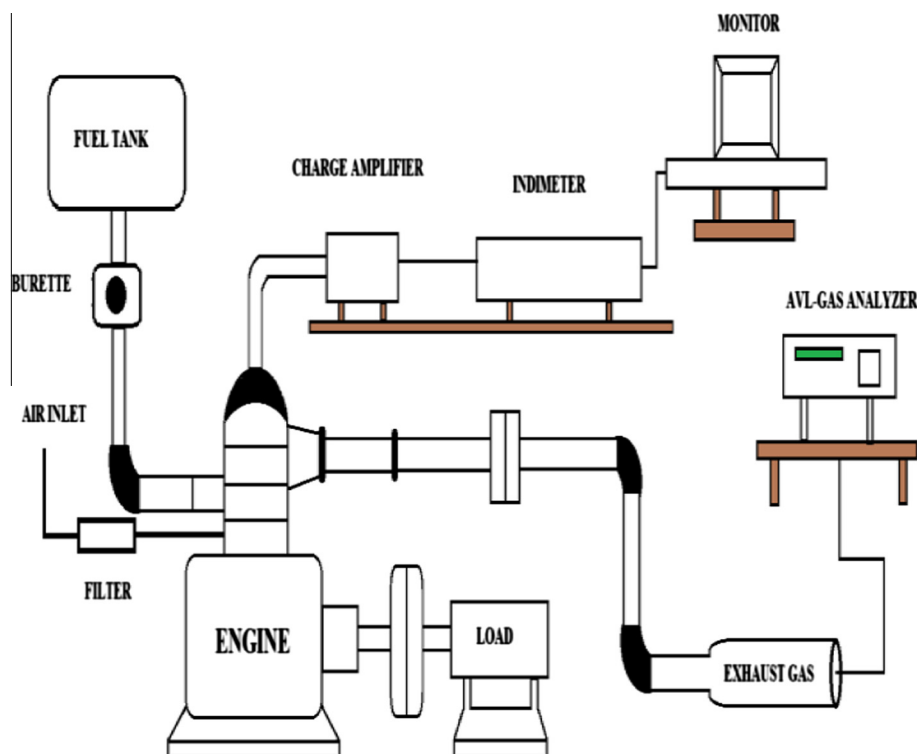 MONITOR
FUEL TANK
CHARGE AMPLIFIER
INDIMETER
BURETTE
AVL-GAS ANALYZER
AIR INLET
FILTER
ENGINE
LOAD
EXHAUST GAS